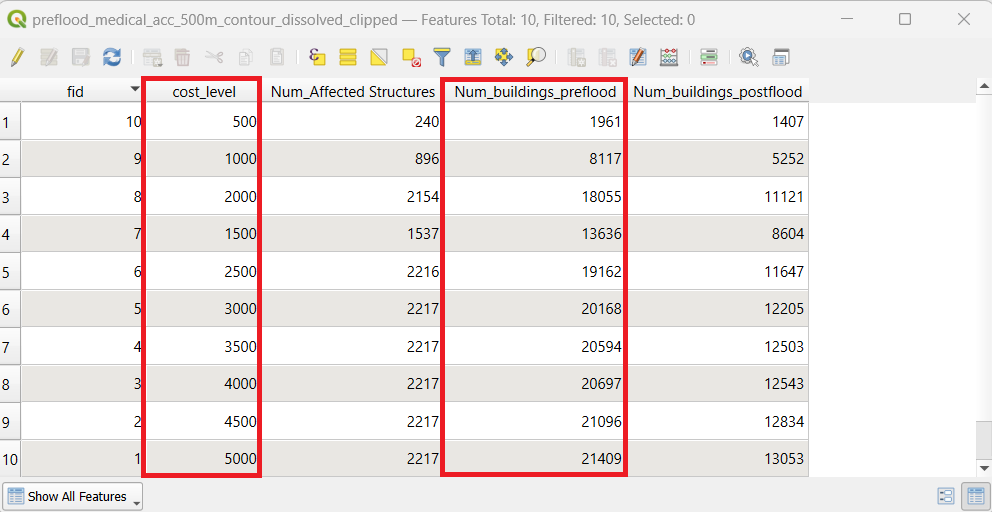 preflood_medical_acc_500m_contour_dissolved_clipped — Features Total: 10, Filtered: 10, Selected: 0
fid cost_level Num_Affected Structures Num_buildings_preflood Num_buildings_postflood
1 10 500 240 1961 1407
2 9 1000 896 8117 5252
3 8 2000 2154 18055 11121
4 7 1500 1537 13636 8604
5 6 2500 2216 19162 11647
6 5 3000 2217 20168 12205
7 4 3500 2217 20594 12503
8 3 4000 2217 20697 12543
9 2 4500 2217 21096 12834
10 1 5000 2217 21409 13053
Show All Features